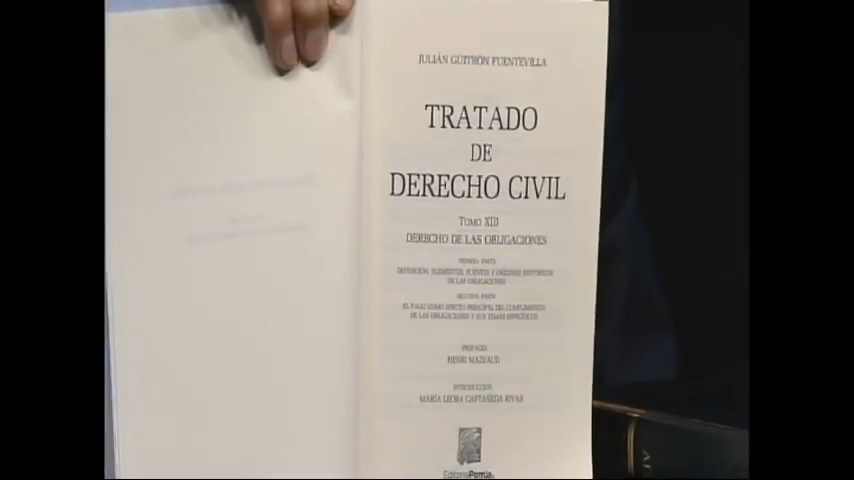 JULIÁN GÜITRÓN FUENTEVILLA
TRATADO
DE
DERECHO CIVIL
TOMO XIII
DERECHO DE LAS OBLIGACIONES
PRIMERA PARTE
DEFINICIÓN, ELEMENTOS, FUENTES Y ORÍGENES HISTÓRICOS
DE LAS OBLIGACIONES
SEGUNDA PARTE
EL PAGO COMO EFECTO PRINCIPAL DEL CUMPLIMIENTO
DE LAS OBLIGACIONES Y SUS TEMAS ESPECÍFICOS
PREFACIO
HENRI MAZEAUD
INTRODUCCIÓN
MARÍA LEOBA CASTAÑEDA RIVAS
Editorial Porrúa